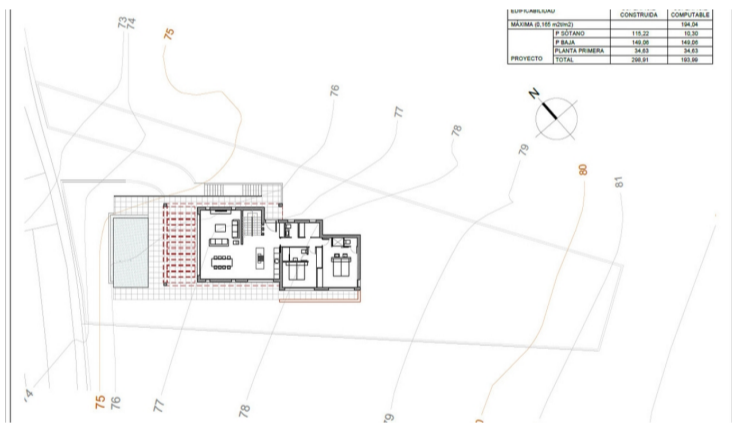 EDIFICABILIDAD
CONSTRUIDA COMPUTABLE
MÁXIMA (0,165 m2t/m2) 194,04
PROYECTO
P SÓTANO 115,22 10,30
P BAJA 149,06 149,06
PLANTA PRIMERA 34,63 34,63
TOTAL 298,91 193,99
N
73
74
75
76
77
78
79
80
81
75
76
77
78